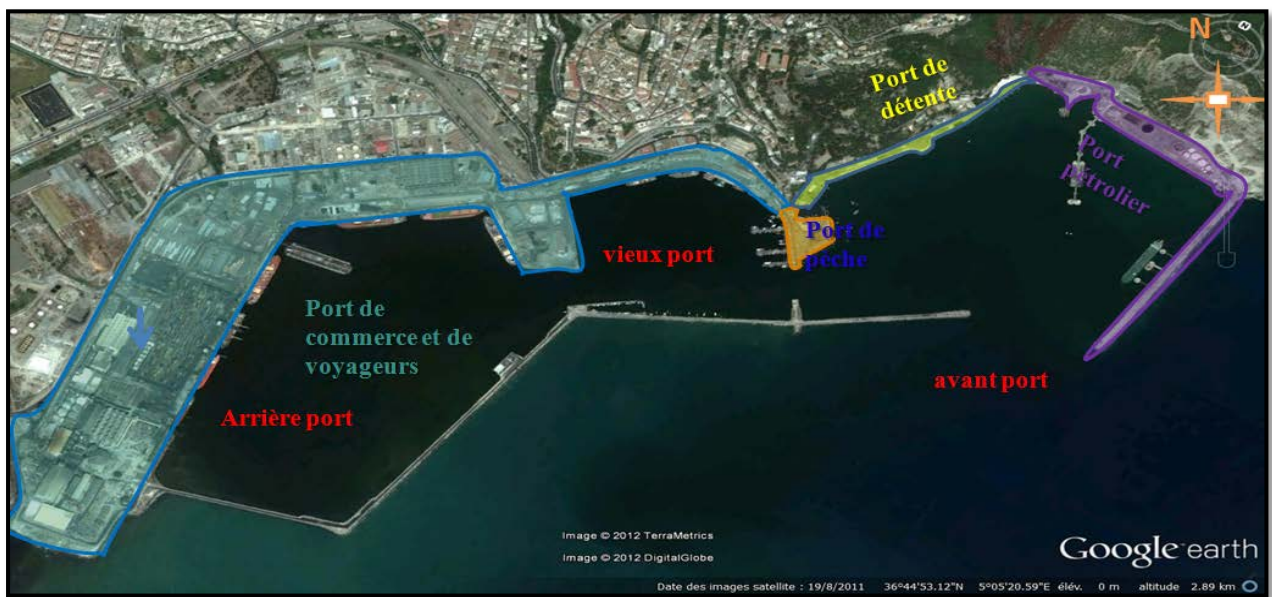 N
Port de
détente
Port
pétrolier
vieux port
Port de
pêche
Port de
commerce et de
voyageurs
avant port
Arrière port
Image © 2012 TerraMetrics
Image © 2012 DigitalGlobe
Google earth
Date des images satellite : 19/8/2011 36°44'53.12"N 5°05'20.59"E élév. 0 m altitude 2.89 km